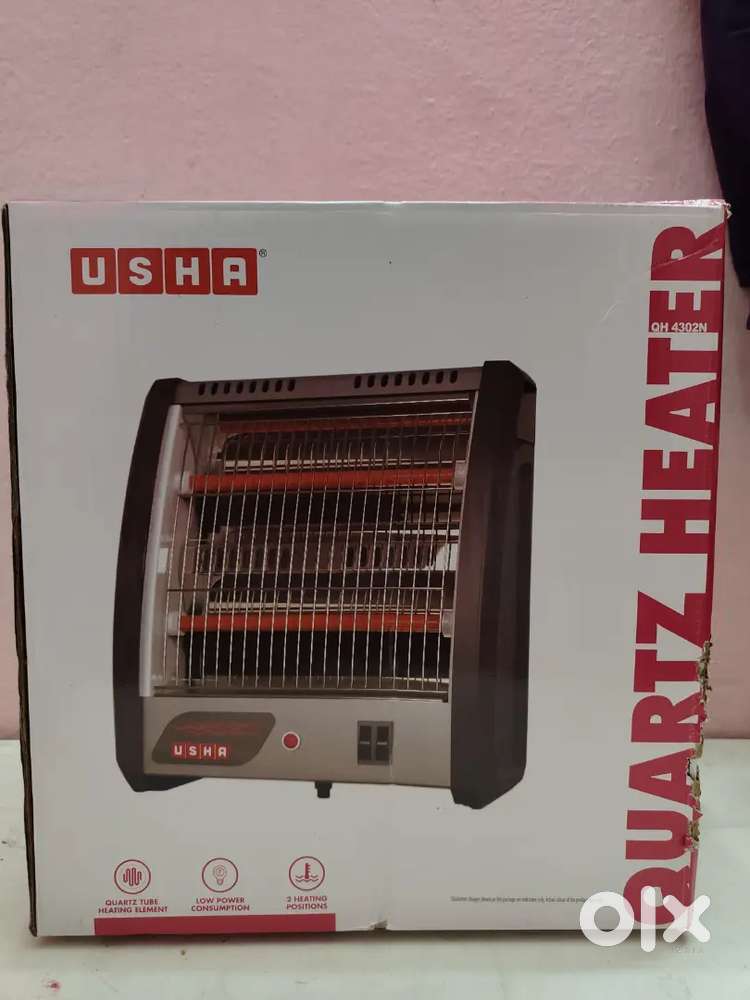 USHA®
QUARTZ HEATER
QH 4302N
USHA
QUARTZ TUBE
HEATING ELEMENT
LOW POWER
CONSUMPTION
2 HEATING
POSITIONS
olx